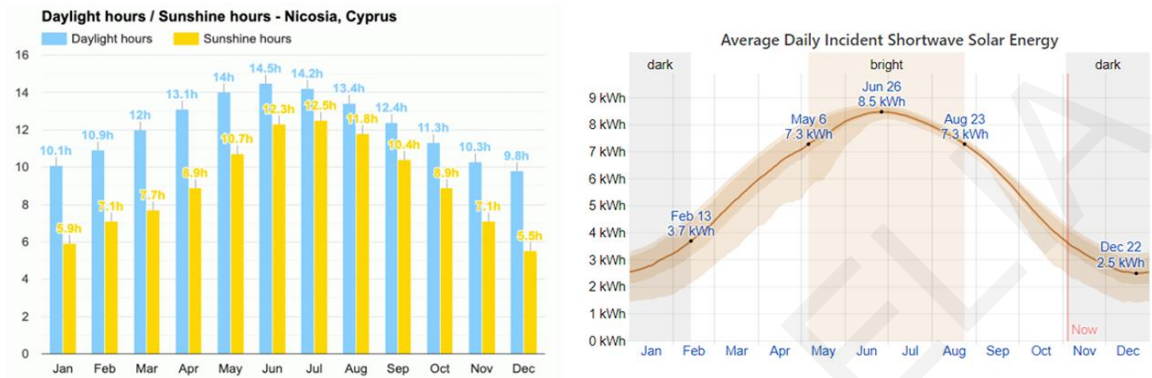 Daylight hours / Sunshine hours - Nicosia, Cyprus
Daylight hours Sunshine hours
16
14
12
10
8
6
4
2
0
10.1h 10.9h 12h 13.1h 14h 14.5h 14.2h 13.4h 12.4h 11.3h 10.3h 9.8h
5.9h 7.1h 7.7h 8.9h 10.7h 12.3h 12.5h 11.8h 10.4h 8.9h 7.1h 5.5h
Jan Feb Mar Apr May Jun Jul Aug Sep Oct Nov Dec
Average Daily Incident Shortwave Solar Energy
dark bright dark
9 kWh
8 kWh
7 kWh
6 kWh
5 kWh
4 kWh
3 kWh
2 kWh
1 kWh
0 kWh
Feb 13
3.7 kWh
May 6
7.3 kWh
Jun 26
8.5 kWh
Aug 23
7.3 kWh
Dec 22
2.5 kWh
Now
Jan Feb Mar Apr May Jun Jul Aug Sep Oct Nov Dec